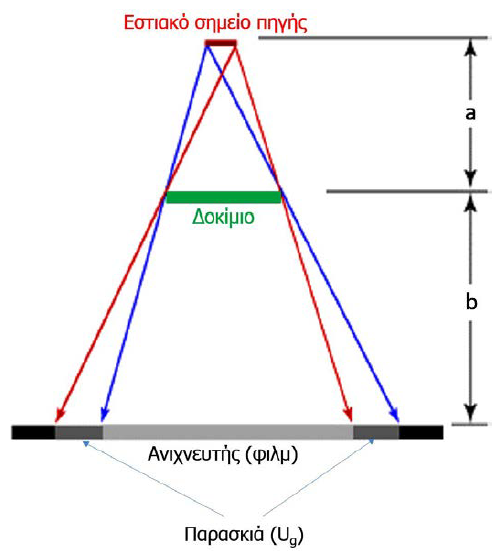 Εστιακό σημείο πηγής
a
Δοκίμιο
b
Ανιχνευτής (φιλμ)
Παρασκιά (Ug)